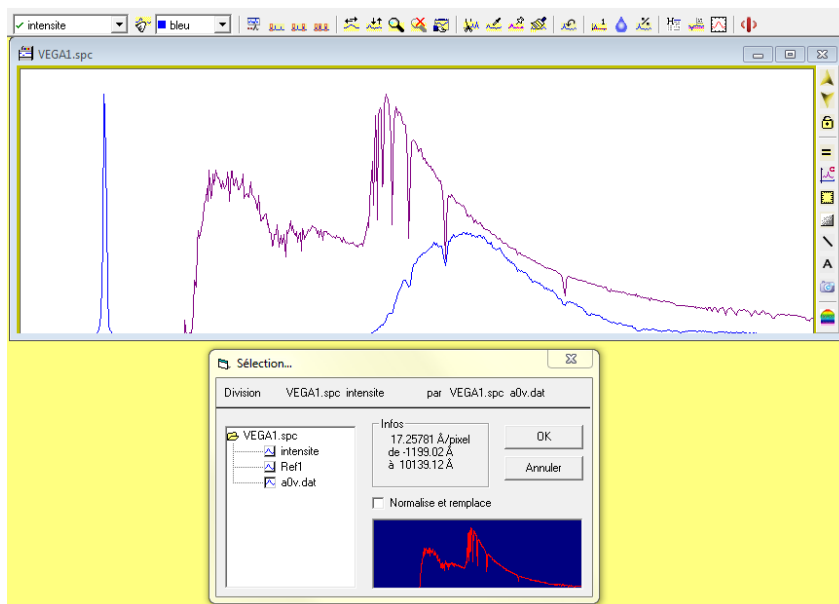 intensite
bleu
VEGA1.spc
A
Sélection...
Division VEGA1.spc intensite par VEGA1.spc a0v.dat
VEGA1.spc
intensite
Ref1
a0v.dat
Infos
17.25781 Å/pixel
de -1199.02 Å
à 10139.12 Å
OK
Annuler
Normalise et remplace